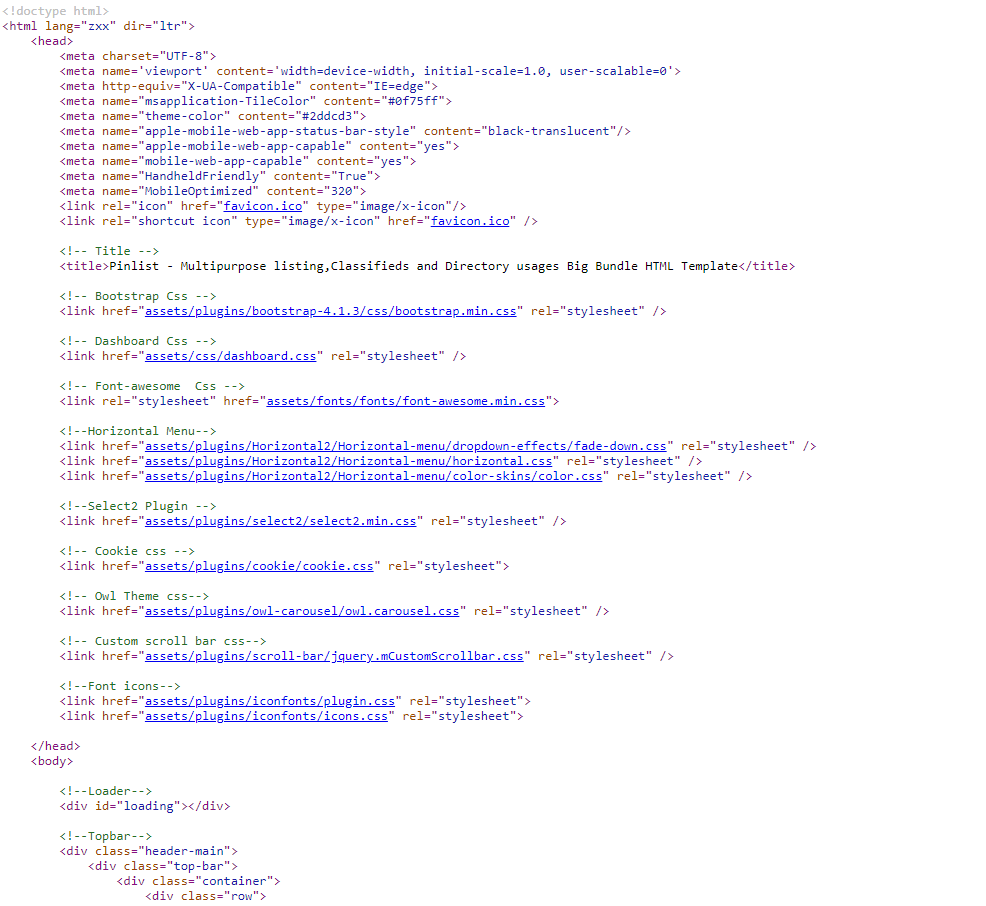 <!doctype html>
<html lang="zxx" dir="ltr">
<head>
<meta charset="UTF-8">
<meta name='viewport' content='width=device-width, initial-scale=1.0, user-scalable=0'>
<meta http-equiv="X-UA-Compatible" content="IE=edge">
<meta name="msapplication-TileColor" content="#0f75ff">
<meta name="theme-color" content="#2ddcd3">
<meta name="apple-mobile-web-app-status-bar-style" content="black-translucent"/>
<meta name="apple-mobile-web-app-capable" content="yes">
<meta name="mobile-web-app-capable" content="yes">
<meta name="HandheldFriendly" content="True">
<meta name="MobileOptimized" content="320">
<link rel="icon" href="favicon.ico" type="image/x-icon"/>
<link rel="shortcut icon" type="image/x-icon" href="favicon.ico" />
<!-- Title -->
<title>Pinlist - Multipurpose listing,Classifieds and Directory usages Big Bundle HTML Template</title>
<!-- Bootstrap Css -->
<link href="assets/plugins/bootstrap-4.1.3/css/bootstrap.min.css" rel="stylesheet" />
<!-- Dashboard Css -->
<link href="assets/css/dashboard.css" rel="stylesheet" />
<!-- Font-awesome  Css -->
<link rel="stylesheet" href="assets/fonts/fonts/font-awesome.min.css">
<!--Horizontal Menu-->
<link href="assets/plugins/Horizontal2/Horizontal-menu/dropdown-effects/fade-down.css" rel="stylesheet" />
<link href="assets/plugins/Horizontal2/Horizontal-menu/horizontal.css" rel="stylesheet" />
<link href="assets/plugins/Horizontal2/Horizontal-menu/color-skins/color.css" rel="stylesheet" />
<!--Select2 Plugin -->
<link href="assets/plugins/select2/select2.min.css" rel="stylesheet" />
<!-- Cookie css -->
<link href="assets/plugins/cookie/cookie.css" rel="stylesheet">
<!-- Owl Theme css-->
<link href="assets/plugins/owl-carousel/owl.carousel.css" rel="stylesheet" />
<!-- Custom scroll bar css-->
<link href="assets/plugins/scroll-bar/jquery.mCustomScrollbar.css" rel="stylesheet" />
<!--Font icons-->
<link href="assets/plugins/iconfonts/plugin.css" rel="stylesheet">
<link href="assets/plugins/iconfonts/icons.css" rel="stylesheet">
</head>
<body>
<!--Loader-->
<div id="loading"></div>
<!--Topbar-->
<div class="header-main">
<div class="top-bar">
<div class="container">
<div class="row">